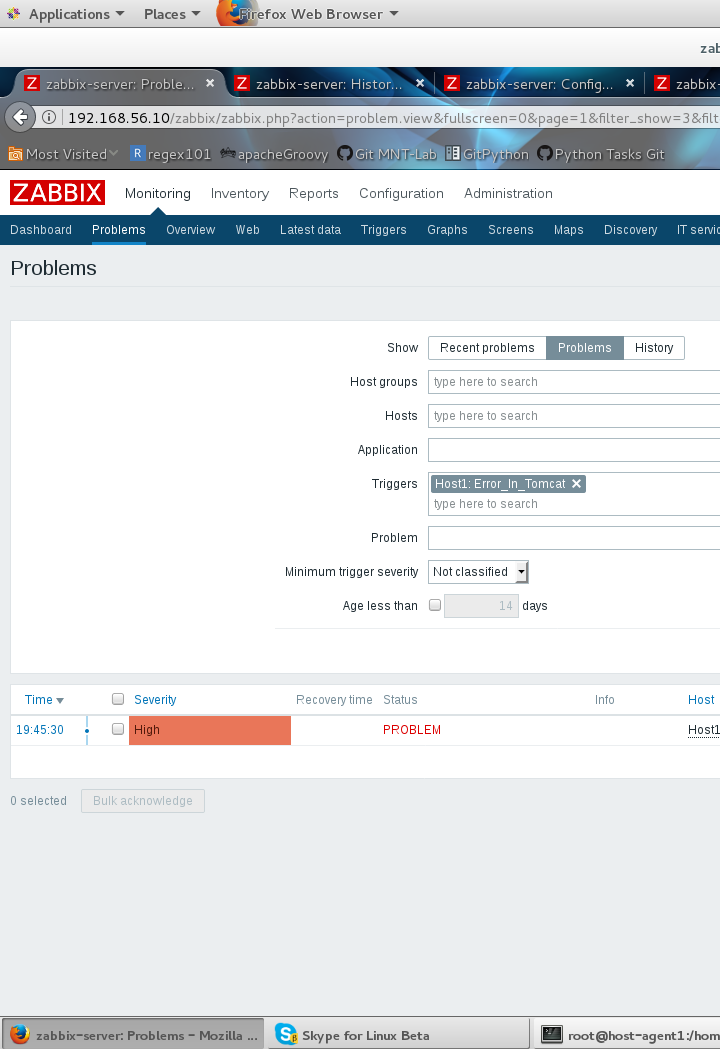 Applications Places Firefox Web Browser
zab
zabbix-server: Proble... zabbix-server: Histor... zabbix-server: Config... zabbix-
192.168.56.10/zabbix/zabbix.php?action=problem.view&fullscreen=0&page=1&filter_show=3&filt
Most Visited regex101 apacheGroovy Git MNT-Lab GitPython Python Tasks Git
ZABBIX Monitoring Inventory Reports Configuration Administration
Dashboard Problems Overview Web Latest data Triggers Graphs Screens Maps Discovery IT servic
Problems
Show Recent problems Problems History
Host groups type here to search
Hosts type here to search
Application
Triggers Host1: Error_In_Tomcat
type here to search
Problem
Minimum trigger severity Not classified
Age less than 14 days
Time Severity Recovery time Status Info Host
19:45:30 High PROBLEM Host1
0 selected Bulk acknowledge
zabbix-server: Problems - Mozilla ... Skype for Linux Beta root@host-agent1:/hom